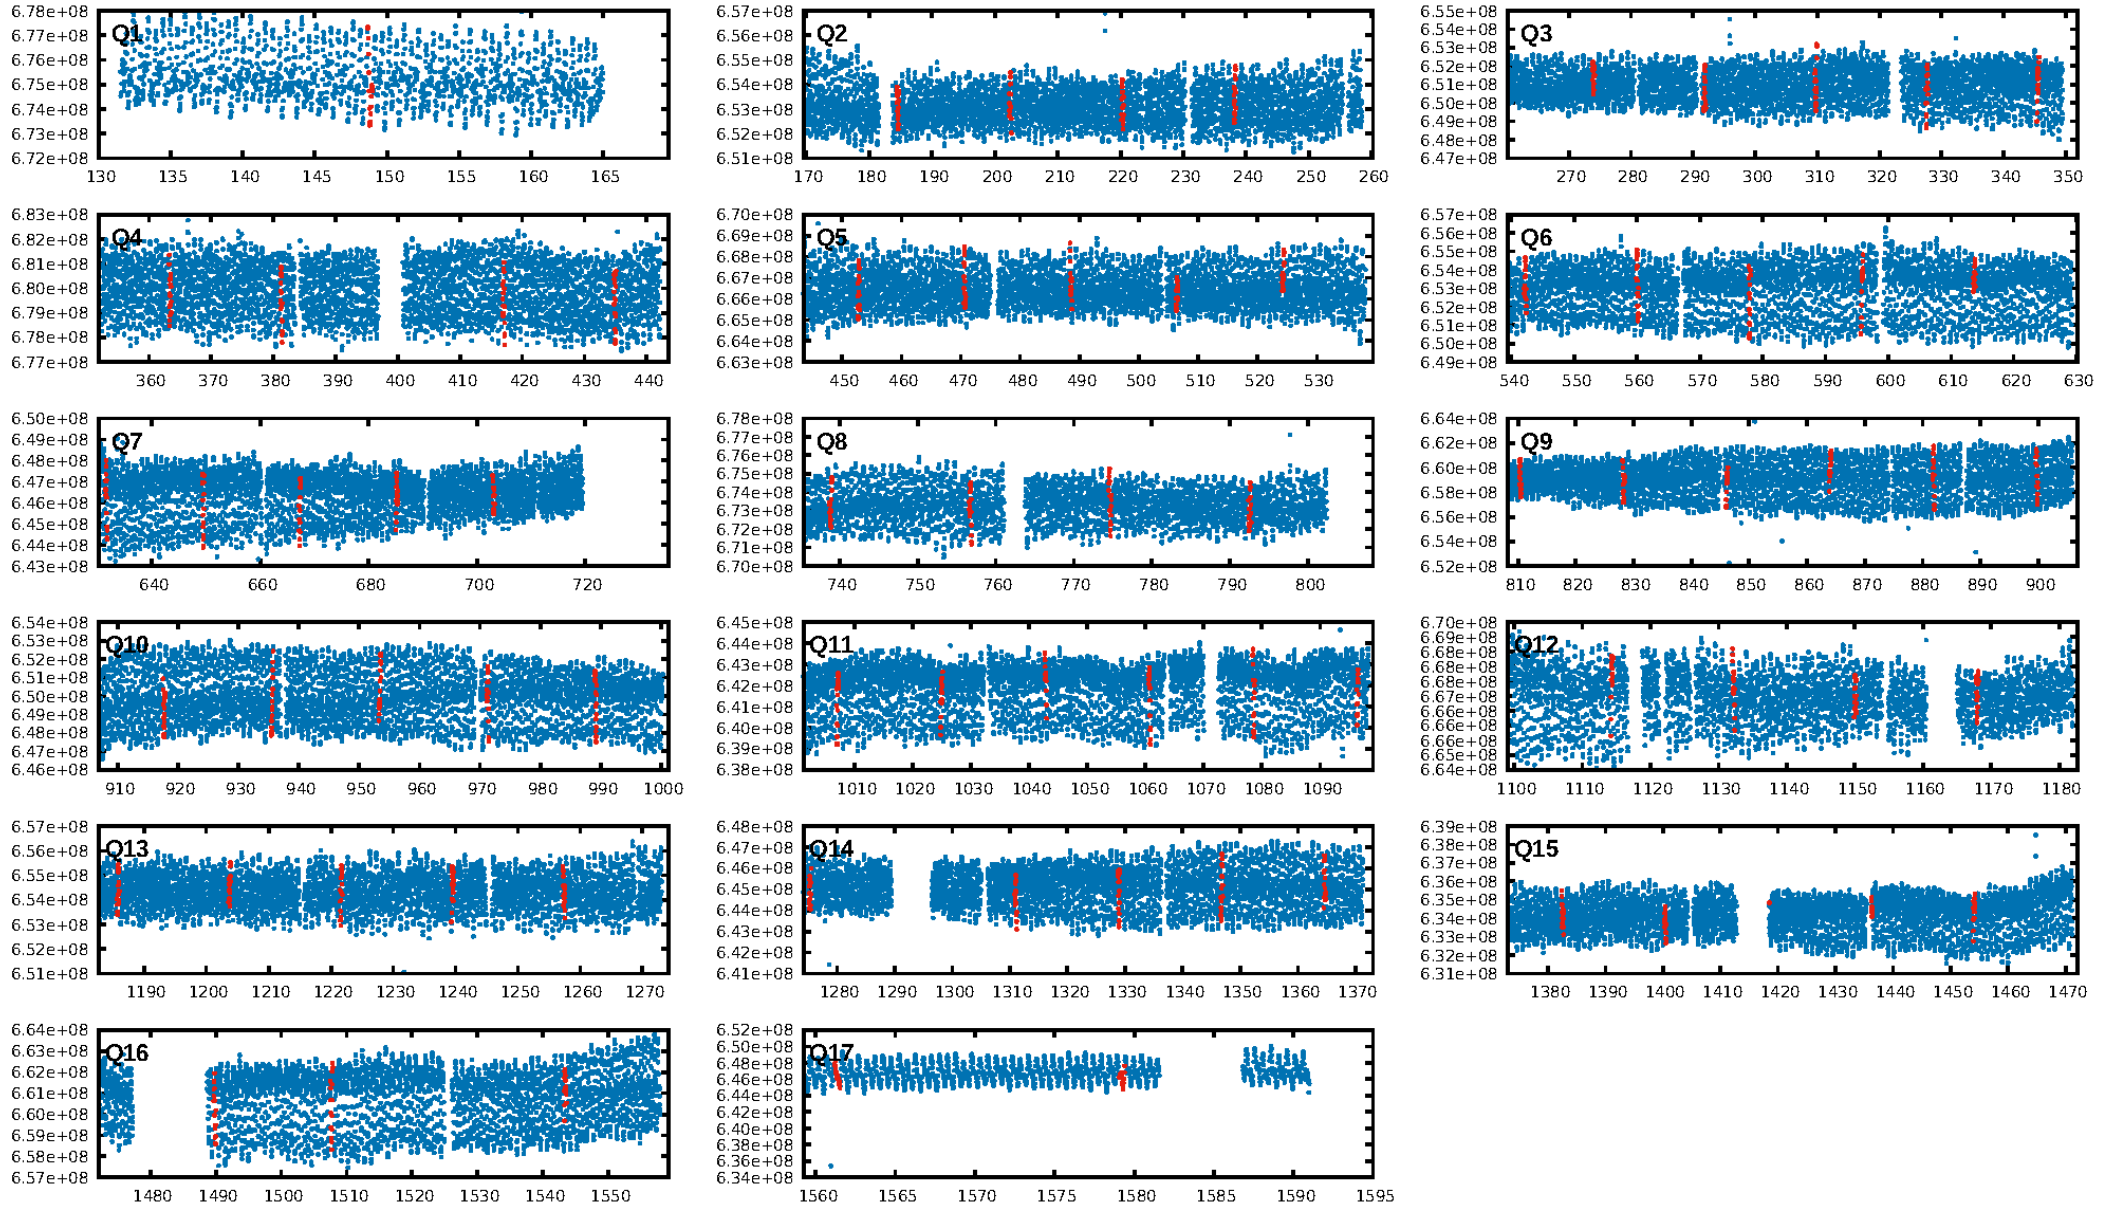 6.78e+08
6.77e+08
6.76e+08
6.75e+08
6.74e+08
6.73e+08
6.72e+08
Q1
130 135 140 145 150 155 160 165
6.57e+08
6.56e+08
6.55e+08
6.54e+08
6.53e+08
6.52e+08
6.51e+08
Q2
170 180 190 200 210 220 230 240 250 260
6.55e+08
6.54e+08
6.53e+08
6.52e+08
6.51e+08
6.50e+08
6.49e+08
6.48e+08
6.47e+08
Q3
270 280 290 300 310 320 330 340 350
6.83e+08
6.82e+08
6.81e+08
6.80e+08
6.79e+08
6.78e+08
6.77e+08
Q4
360 370 380 390 400 410 420 430 440
6.70e+08
6.69e+08
6.68e+08
6.67e+08
6.66e+08
6.65e+08
6.64e+08
6.63e+08
Q5
450 460 470 480 490 500 510 520 530
6.57e+08
6.56e+08
6.55e+08
6.54e+08
6.53e+08
6.52e+08
6.51e+08
6.50e+08
6.49e+08
Q6
540 550 560 570 580 590 600 610 620 630
6.50e+08
6.49e+08
6.48e+08
6.47e+08
6.46e+08
6.45e+08
6.44e+08
6.43e+08
Q7
640 660 680 700 720
6.78e+08
6.77e+08
6.76e+08
6.75e+08
6.74e+08
6.73e+08
6.72e+08
6.71e+08
6.70e+08
Q8
740 750 760 770 780 790 800
6.64e+08
6.62e+08
6.60e+08
6.58e+08
6.56e+08
6.54e+08
6.52e+08
Q9
810 820 830 840 850 860 870 880 890 900
6.54e+08
6.53e+08
6.52e+08
6.51e+08
6.50e+08
6.49e+08
6.48e+08
6.47e+08
6.46e+08
Q10
910 920 930 940 950 960 970 980 990 1000
6.45e+08
6.44e+08
6.43e+08
6.42e+08
6.41e+08
6.40e+08
6.39e+08
6.38e+08
Q11
1010 1020 1030 1040 1050 1060 1070 1080 1090
6.70e+08
6.69e+08
6.68e+08
6.68e+08
6.67e+08
6.67e+08
6.66e+08
6.66e+08
6.66e+08
6.65e+08
6.64e+08
Q12
1100 1110 1120 1130 1140 1150 1160 1170 1180
6.57e+08
6.56e+08
6.55e+08
6.54e+08
6.53e+08
6.52e+08
6.51e+08
Q13
1190 1200 1210 1220 1230 1240 1250 1260 1270
6.48e+08
6.47e+08
6.46e+08
6.45e+08
6.44e+08
6.43e+08
6.42e+08
6.41e+08
Q14
1280 1290 1300 1310 1320 1330 1340 1350 1360 1370
6.39e+08
6.38e+08
6.37e+08
6.36e+08
6.35e+08
6.34e+08
6.33e+08
6.32e+08
6.31e+08
Q15
1380 1390 1400 1410 1420 1430 1440 1450 1460 1470
6.64e+08
6.63e+08
6.62e+08
6.61e+08
6.60e+08
6.59e+08
6.58e+08
6.57e+08
Q16
1480 1490 1500 1510 1520 1530 1540 1550
6.52e+08
6.50e+08
6.48e+08
6.46e+08
6.44e+08
6.42e+08
6.40e+08
6.38e+08
6.36e+08
6.34e+08
Q17
1560 1565 1570 1575 1580 1585 1590 1595